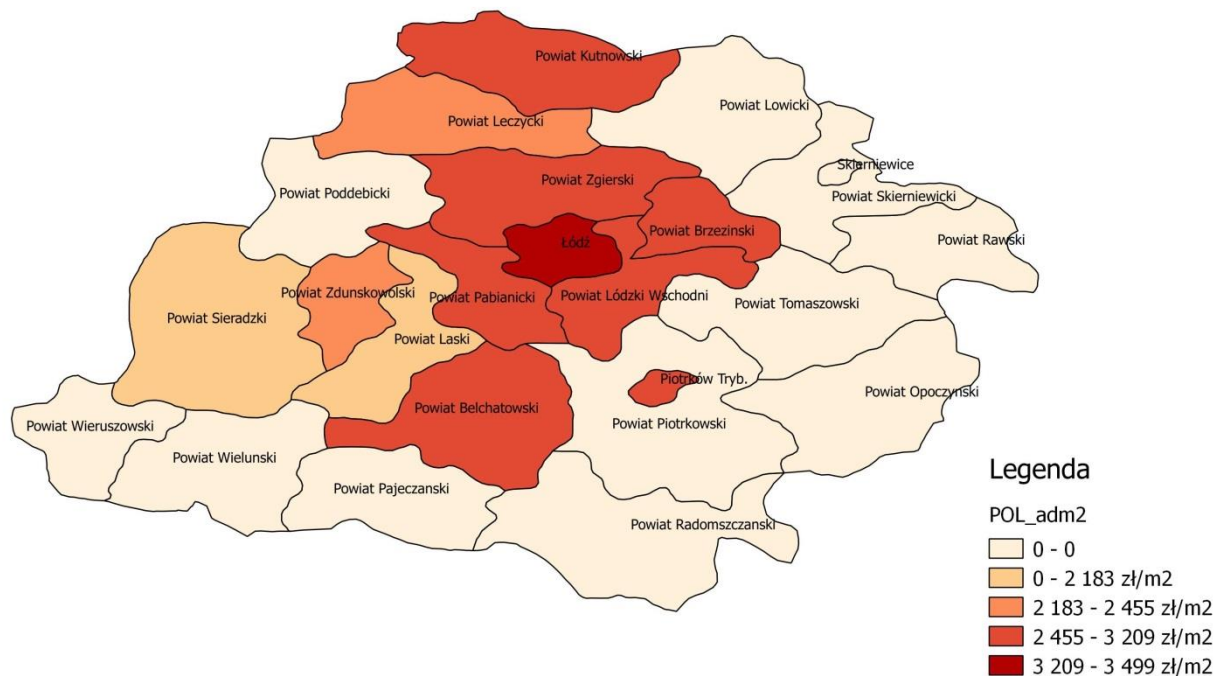 Powiat Kutnowski
Powiat Lowicki
Powiat Leczycki
Skierniewice
Powiat Zgierski
Powiat Poddebicki
Powiat Skierniewicki
Powiat Brzezinski
Powiat Rawski
Łódź
Powiat Zdunskowolski
Powiat Pabianicki
Powiat Lódzki Wschodni
Powiat Tomaszowski
Powiat Sieradzki
Powiat Laski
Piotrków Tryb.
Powiat Opoczynski
Powiat Belchatowski
Powiat Piotrkowski
Powiat Wieruszowski
Powiat Wielunski
Powiat Pajeczanski
Powiat Radomszczanski
Legenda
POL_adm2
0 - 0
0 - 2 183 zł/m2
2 183 - 2 455 zł/m2
2 455 - 3 209 zł/m2
3 209 - 3 499 zł/m2